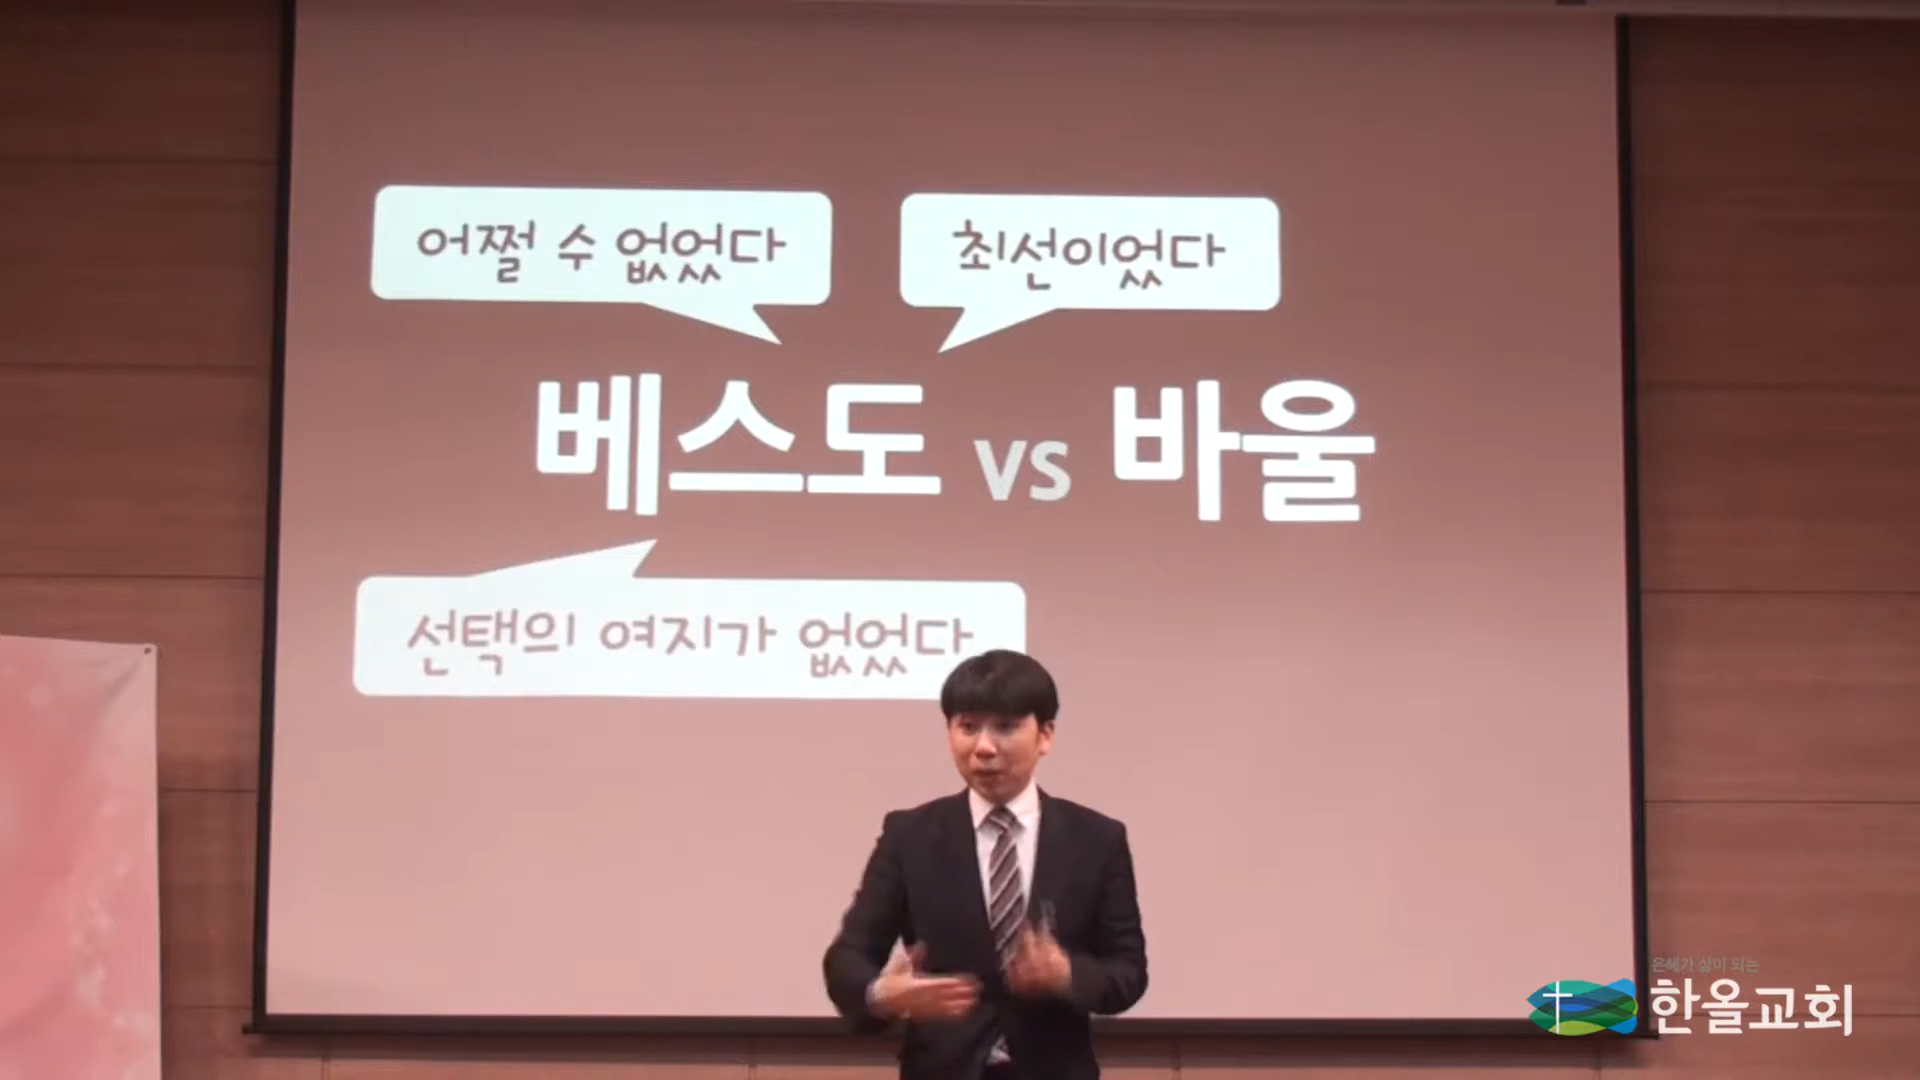 어쩔 수 없었다
최선이었다
베스도 vs 바울
선택의 여지가 없었다
은혜가 삶이 되는
한올교회